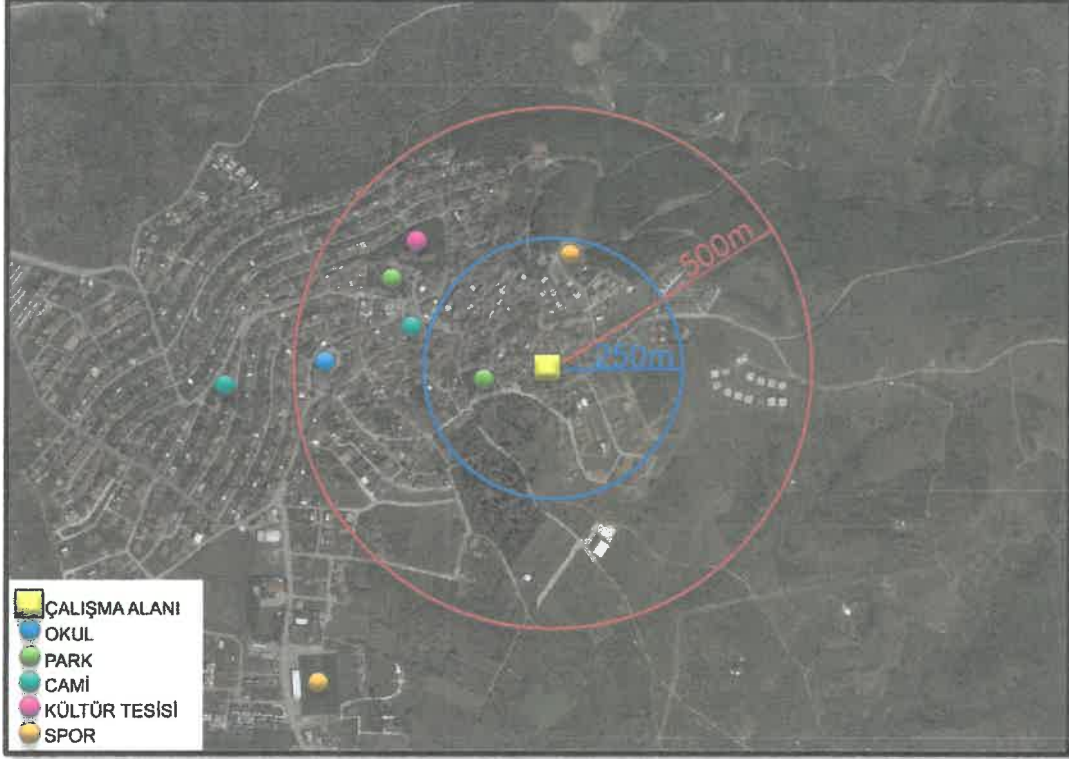 500m
250m
ÇALIŞMA ALANI
OKUL
PARK
CAMİ
KÜLTÜR TESİSİ
SPOR